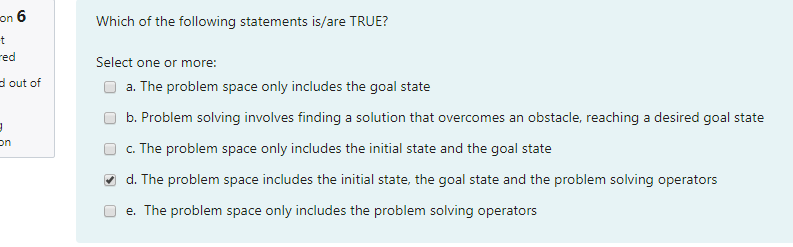 on 6
t
red
d out of
g
on
Which of the following statements is/are TRUE?
Select one or more:
a. The problem space only includes the goal state
b. Problem solving involves finding a solution that overcomes an obstacle, reaching a desired goal state
c. The problem space only includes the initial state and the goal state
d. The problem space includes the initial state, the goal state and the problem solving operators
e. The problem space only includes the problem solving operators